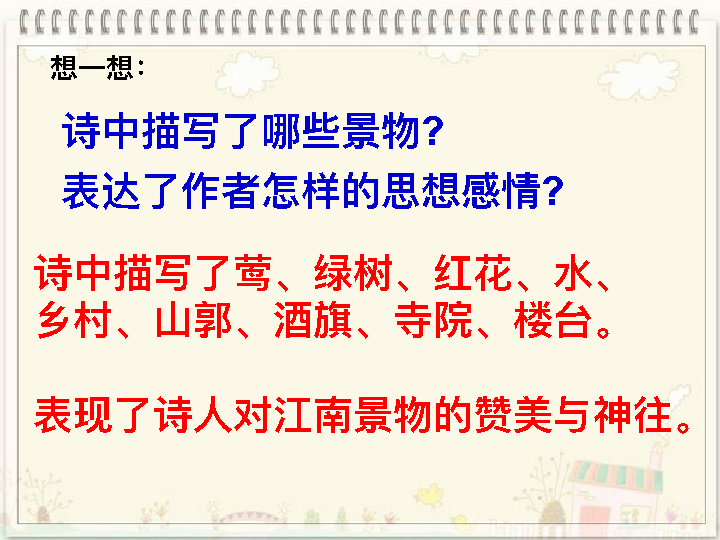 想一想：
诗中描写了哪些景物?
表达了作者怎样的思想感情?
诗中描写了莺、绿树、红花、水、
乡村、山郭、酒旗、寺院、楼台。
表现了诗人对江南景物的赞美与神往。